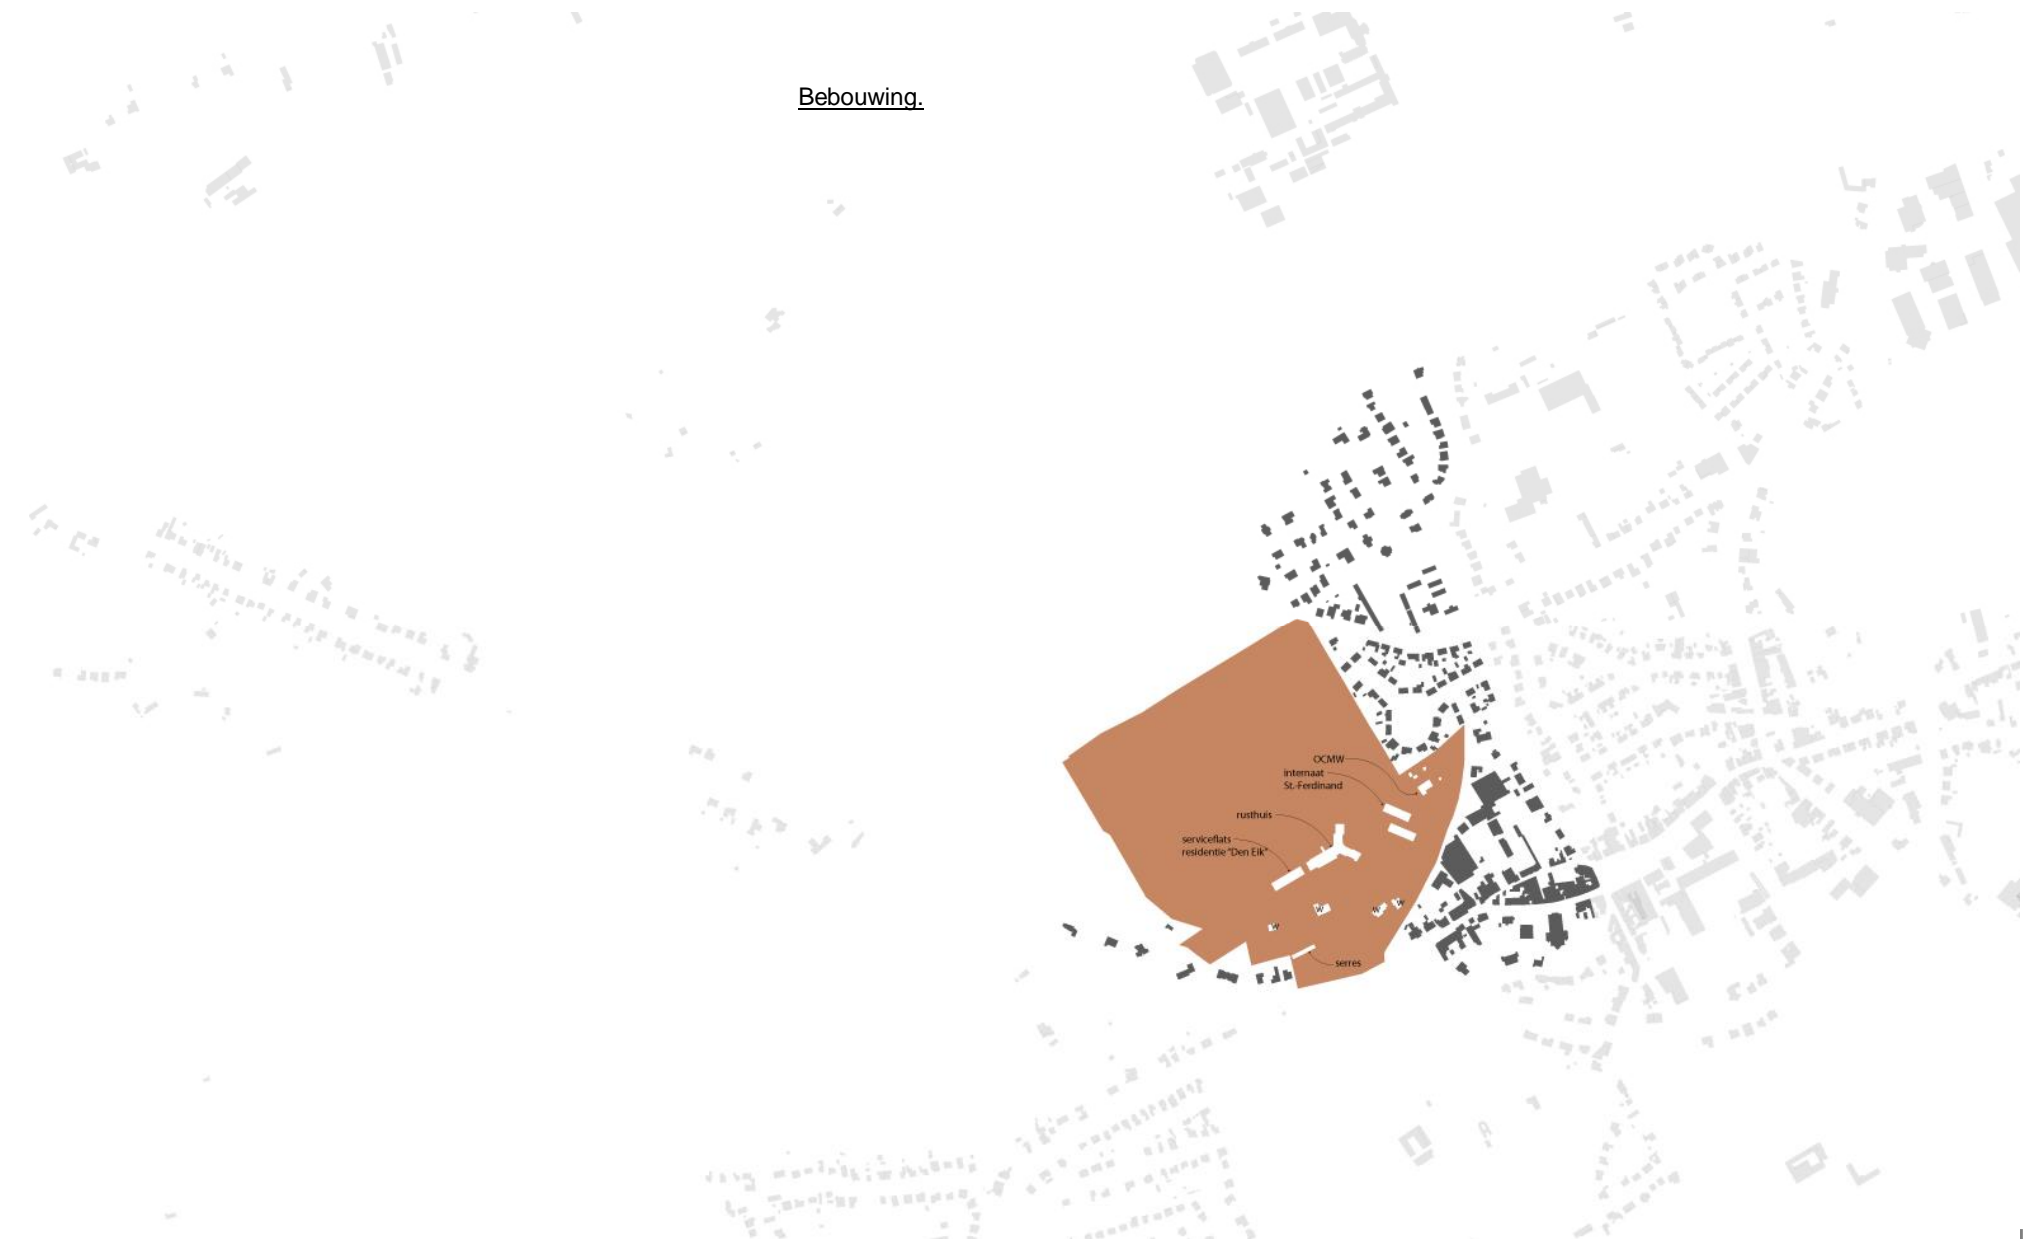 Bebouwing.
OCMW
internaat
St.-Ferdinand
rusthuis
serviceflats
residentie "Den Eik"
W
W
W
W
serres